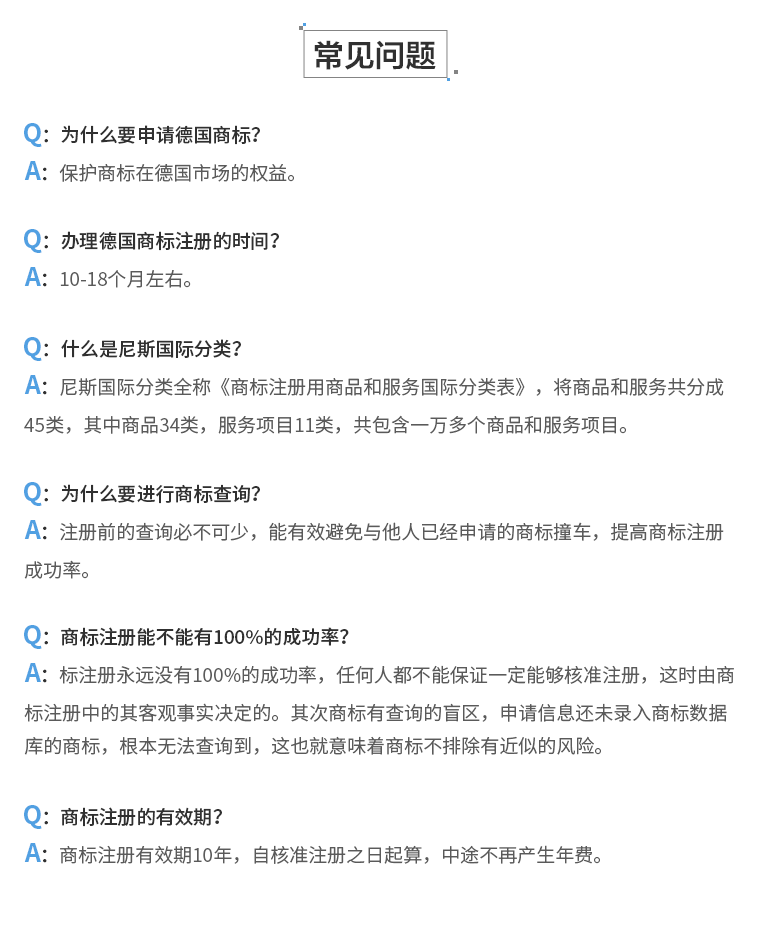 常见问题
Q：为什么要申请德国商标？
A：保护商标在德国市场的权益。
Q：办理德国商标注册的时间？
A：10-18个月左右。
Q：什么是尼斯国际分类？
A：尼斯国际分类全称《商标注册用商品和服务国际分类表》，将商品和服务共分成
45类，其中商品34类，服务项目11类，共包含一万多个商品和服务项目。
Q：为什么要进行商标查询？
A：注册前的查询必不可少，能有效避免与他人已经申请的商标撞车，提高商标注册
成功率。
Q：商标注册能不能有100%的成功率？
A：标注册永远没有100%的成功率，任何人都不能保证一定能够核准注册，这时由商
标注册中的其客观事实决定的。其次商标有查询的盲区，申请信息还未录入商标数据
库的商标，根本无法查询到，这也就意味着商标不排除有近似的风险。
Q：商标注册的有效期？
A：商标注册有效期10年，自核准注册之日起算，中途不再产生年费。